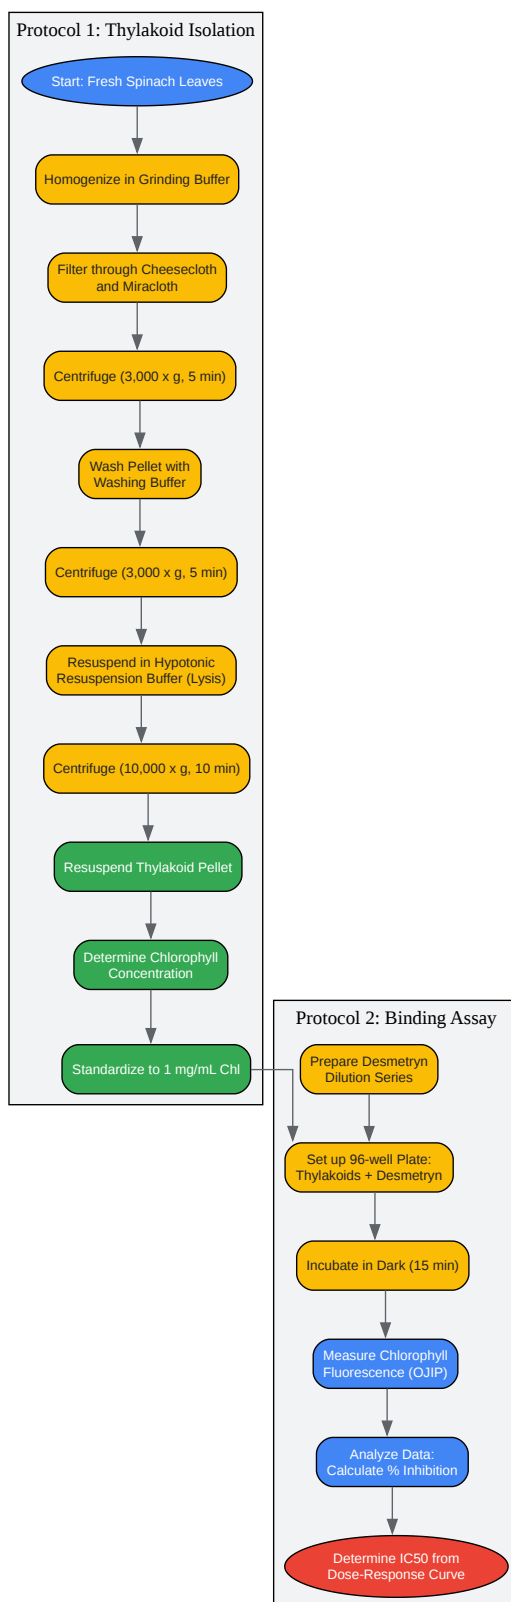 Protocol 1: Thylakoid Isolation
Start: Fresh Spinach Leaves
Homogenize in Grinding Buffer
Filter through Cheesecloth
and Miracloth
Centrifuge (3,000 x g, 5 min)
Wash Pellet with
Washing Buffer
Centrifuge (3,000 x g, 5 min)
Resuspend in Hypotonic
Resuspension Buffer (Lysis)
Centrifuge (10,000 x g, 10 min)
Resuspend Thylakoid Pellet
Determine Chlorophyll
Concentration
Standardize to 1 mg/mL Chl
Protocol 2: Binding Assay
Prepare Desmetryn
Dilution Series
Set up 96-well Plate:
Thylakoids + Desmetryn
Incubate in Dark (15 min)
Measure Chlorophyll
Fluorescence (OJIP)
Analyze Data:
Calculate % Inhibition
Determine IC50 from
Dose-Response Curve